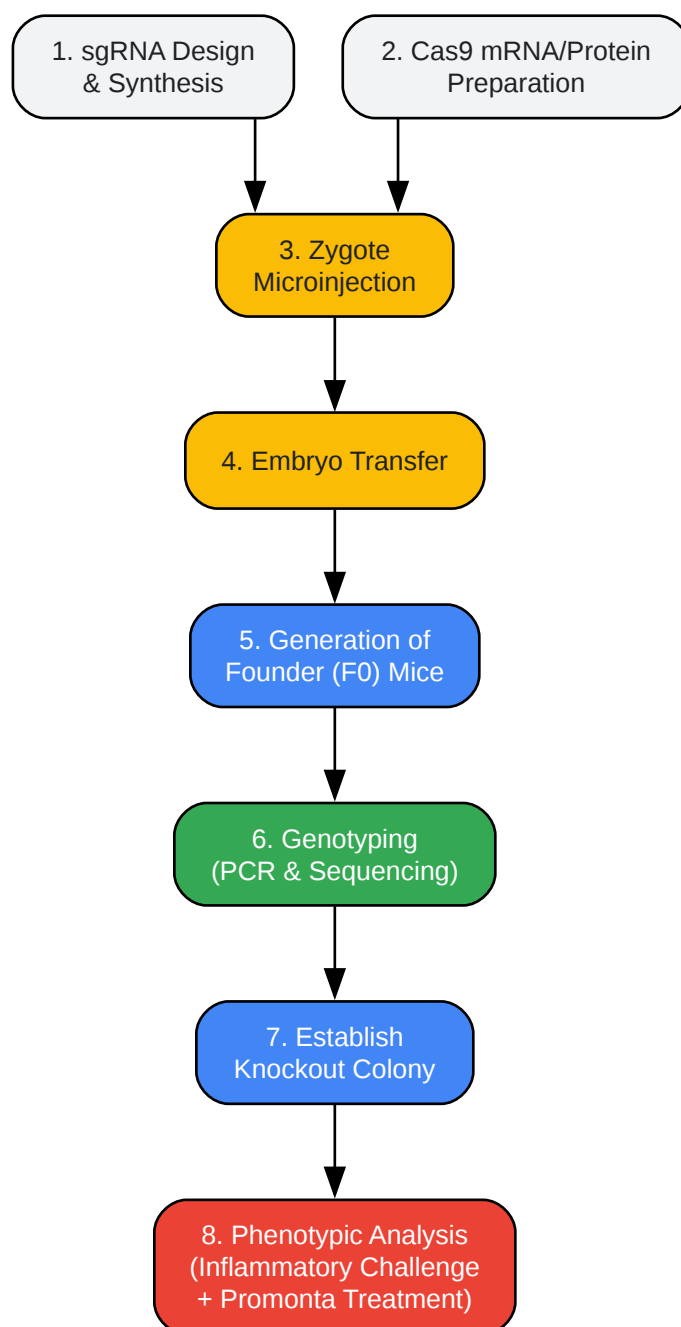 1. sgRNA Design
& Synthesis
2. Cas9 mRNA/Protein
Preparation
3. Zygote
Microinjection
4. Embryo Transfer
5. Generation of
Founder (F0) Mice
6. Genotyping
(PCR & Sequencing)
7. Establish
Knockout Colony
8. Phenotypic Analysis
(Inflammatory Challenge
+ Promonta Treatment)